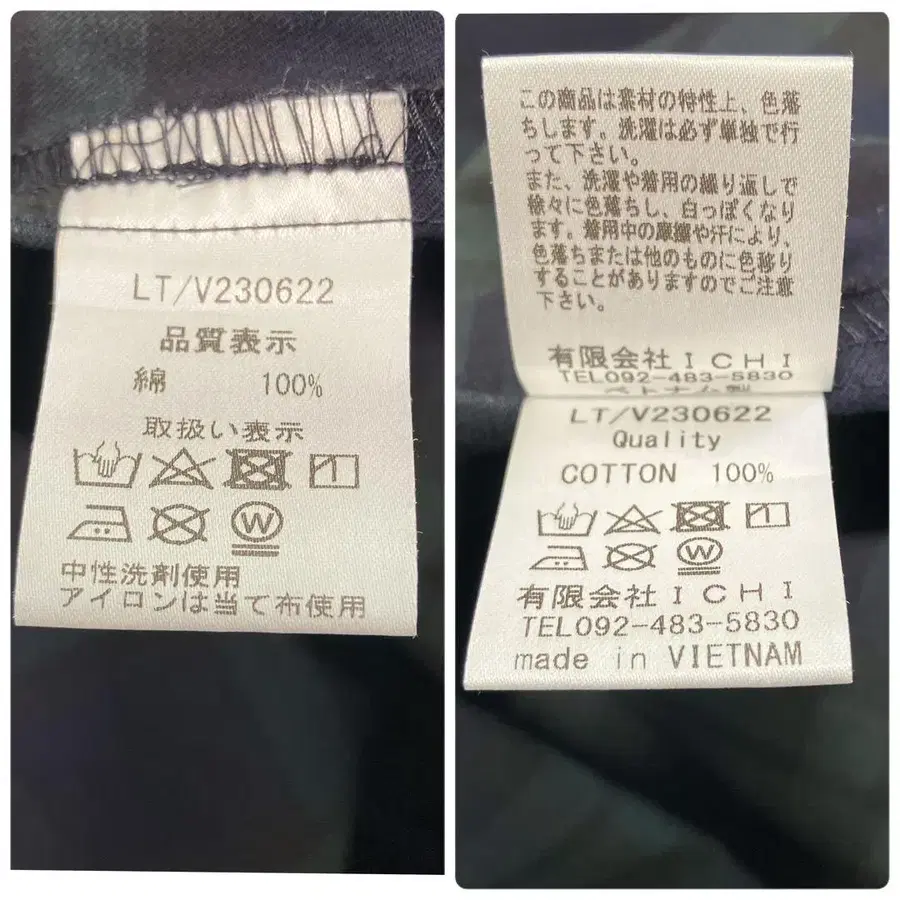 LT/V230622
品質表示
綿 100%
取扱い表示
中性洗剤使用
アイロンは当て布使用
この商品は素材の特性上、色落
ちします。洗濯は必ず単独で行
って下さい。
また、洗濯や着用の繰り返しで
徐々に色落ちし、白っぽくなり
ます。着用中の摩擦や汗により、
色落ちまたは他のものに色移り
することがありますのでご注意
下さい。
有限会社ICHI
TEL092-483-5830
ベトナム製
LT/V230622
Quality
COTTON 100%
1
W
有限会社ICHI
TEL092-483-5830
made in VIETNAM